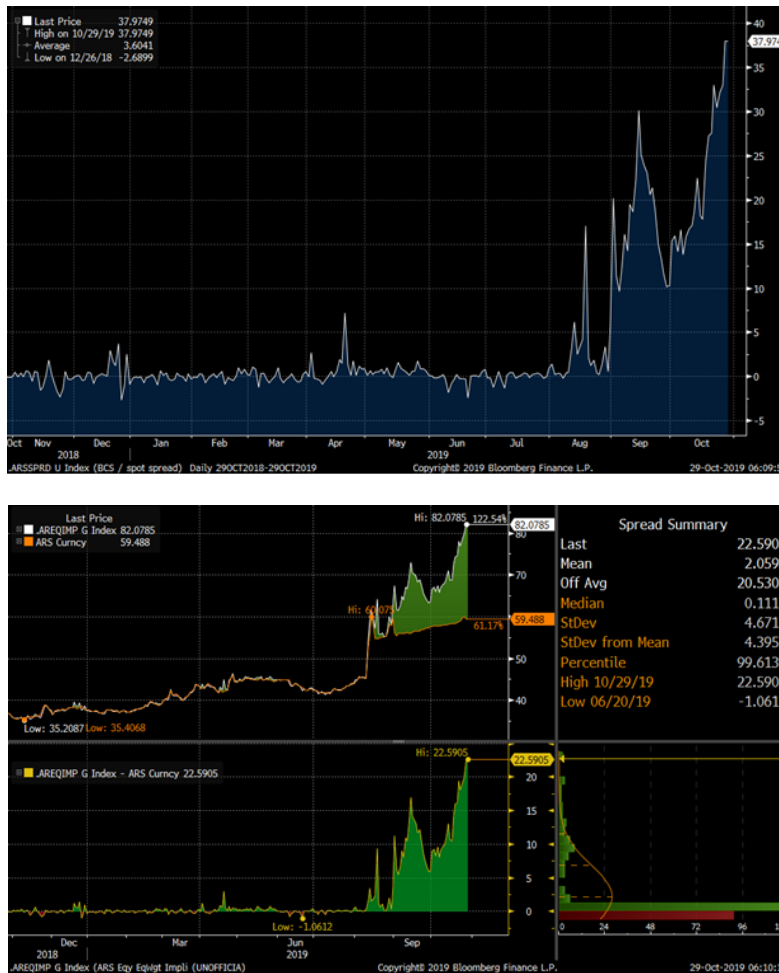 Last Price 37.9749
High on 10/29/19 37.9749
Average 3.6041
Low on 12/26/18 -2.6899
40
37.974
35
30
25
20
15
10
5
0
-5
Oct Nov Dec Jan Feb Mar Apr May Jun Jul Aug Sep Oct
2018 2019
.ARSSPRD U Index (BCS / spot spread) Daily 29OCT2018-29OCT2019 Copyright© 2019 Bloomberg Finance L.P. 29-Oct-2019 06:09:5
Last Price
.AREQIMP G Index 82.0785
ARS Curncy 59.488
Hi: 82.0785 122.54%
82.0785
80
70
Hi: 60.075
59.488
61.17%
50
40
Low: 35.2087 Low: 35.4068
Spread Summary
Last 22.590
Mean 2.059
Off Avg 20.530
Median 0.111
StDev 4.671
StDev from Mean 4.395
Percentile 99.613
High 10/29/19 22.590
Low 06/20/19 -1.061
.AREQIMP G Index - ARS Curncy 22.5905
Hi: 22.5905
22.5905
20
15
10
5
0
Low: -1.0612
0 24 48 72 96
Dec Mar Jun Sep
2018 2019
.AREQIMP G Index (ARS Eqy EqWgt Impli (UNOFFICIA) Copyright© 2019 Bloomberg Finance L.P. 29-Oct-2019 06:10: